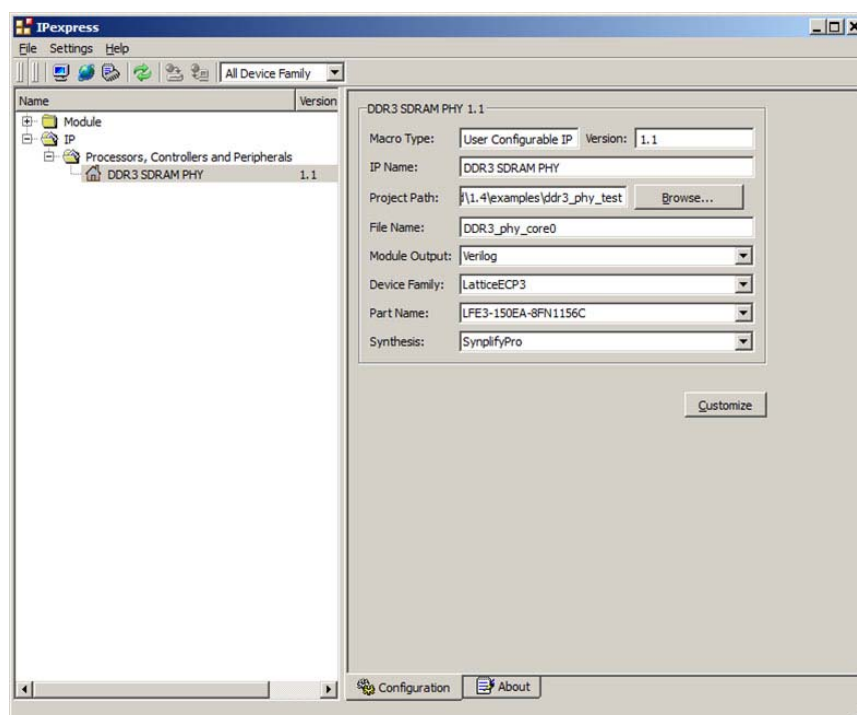 IPexpress
File Settings Help
All Device Family
Name Version
Module
IP
Processors, Controllers and Peripherals
DDR3 SDRAM PHY 1.1
DDR3 SDRAM PHY 1.1
Macro Type: User Configurable IP Version: 1.1
IP Name: DDR3 SDRAM PHY
Project Path: \1.4\examples\ddr3_phy_test Browse...
File Name: DDR3_phy_core0
Module Output: Verilog
Device Family: LatticeECP3
Part Name: LFE3-150EA-8FN1156C
Synthesis: SynplifyPro
Customize
Configuration About